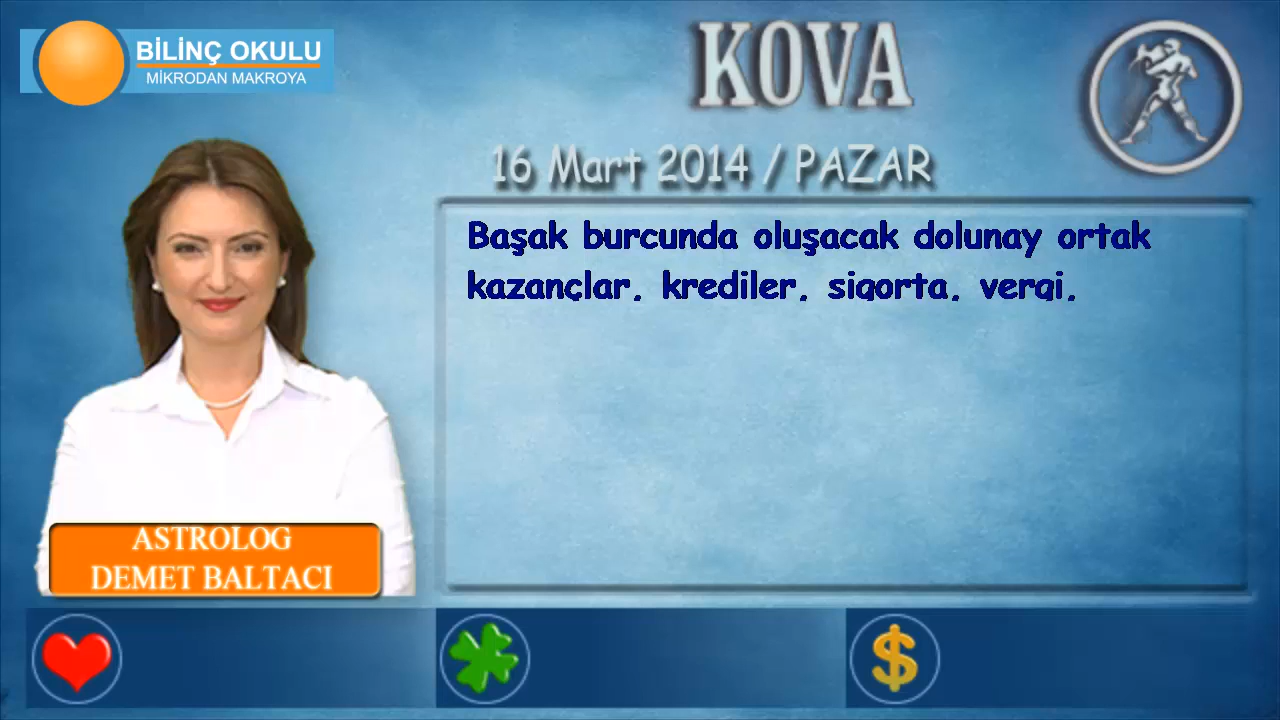 BİLİNÇ OKULU
MİKRODAN MAKROYA
KOVA
16 Mart 2014 / PAZAR
Başak burcunda oluşacak dolunay ortak
kazançlar, krediler, sigorta, vergi,
ASTROLOG
DEMET BALTACI